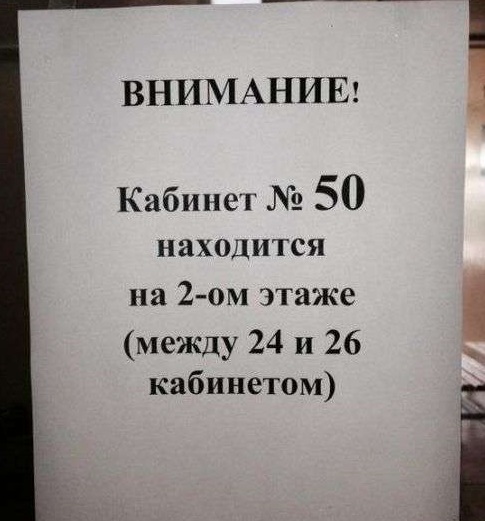 ВНИМАНИЕ!
Кабинет № 50
находится
на 2-ом этаже
(между 24 и 26
кабинетом)